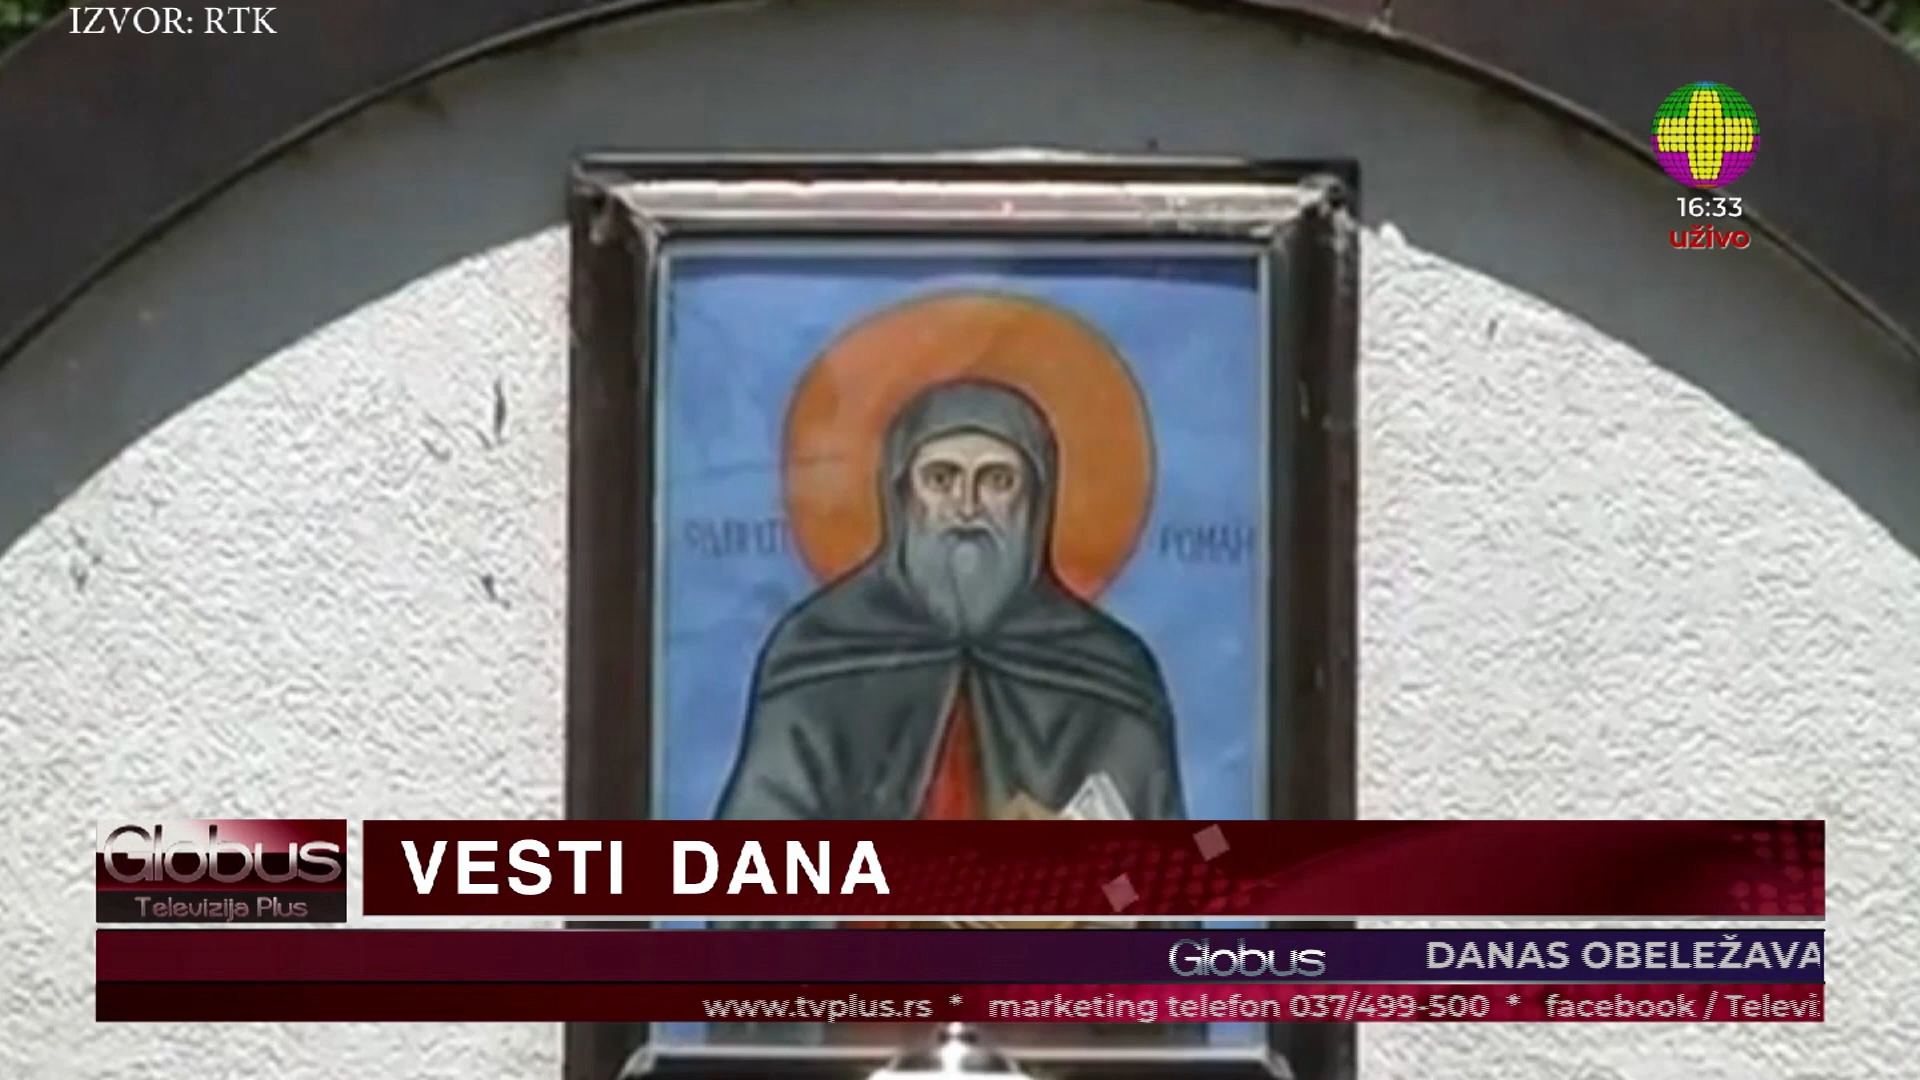 IZVOR: RTK
16:33
uživo
РОМАН
Globus
Televizija Plus
VESTI DANA
Globus DANAS OBELEŽAVA
www.tvplus.rs * marketing telefon 037/499-500 * facebook / Televi